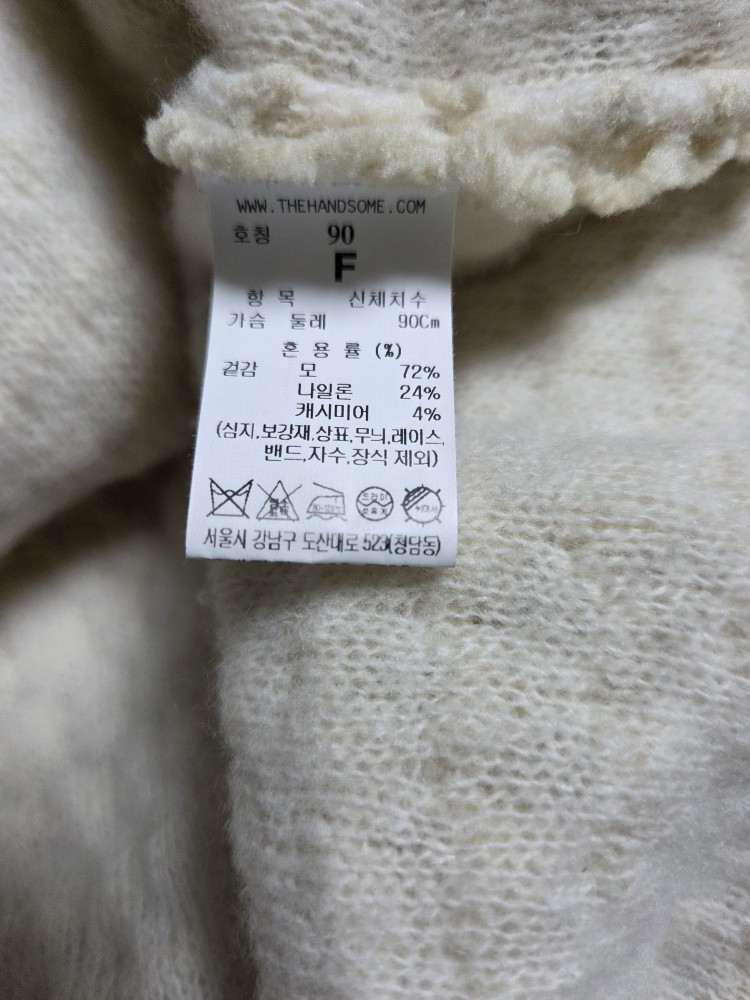 WWW.THEHANDSOME.COM
호칭 90
F
항 목 신체치수
가슴 둘레 90Cm
혼 용 률 (%)
겉감 모 72%
나일론 24%
캐시미어 4%
(심지,보강재,상표,무늬,레이스,
밴드,자수,장식 제외)
드라이
서울시 강남구 도산대로 523(청담동)